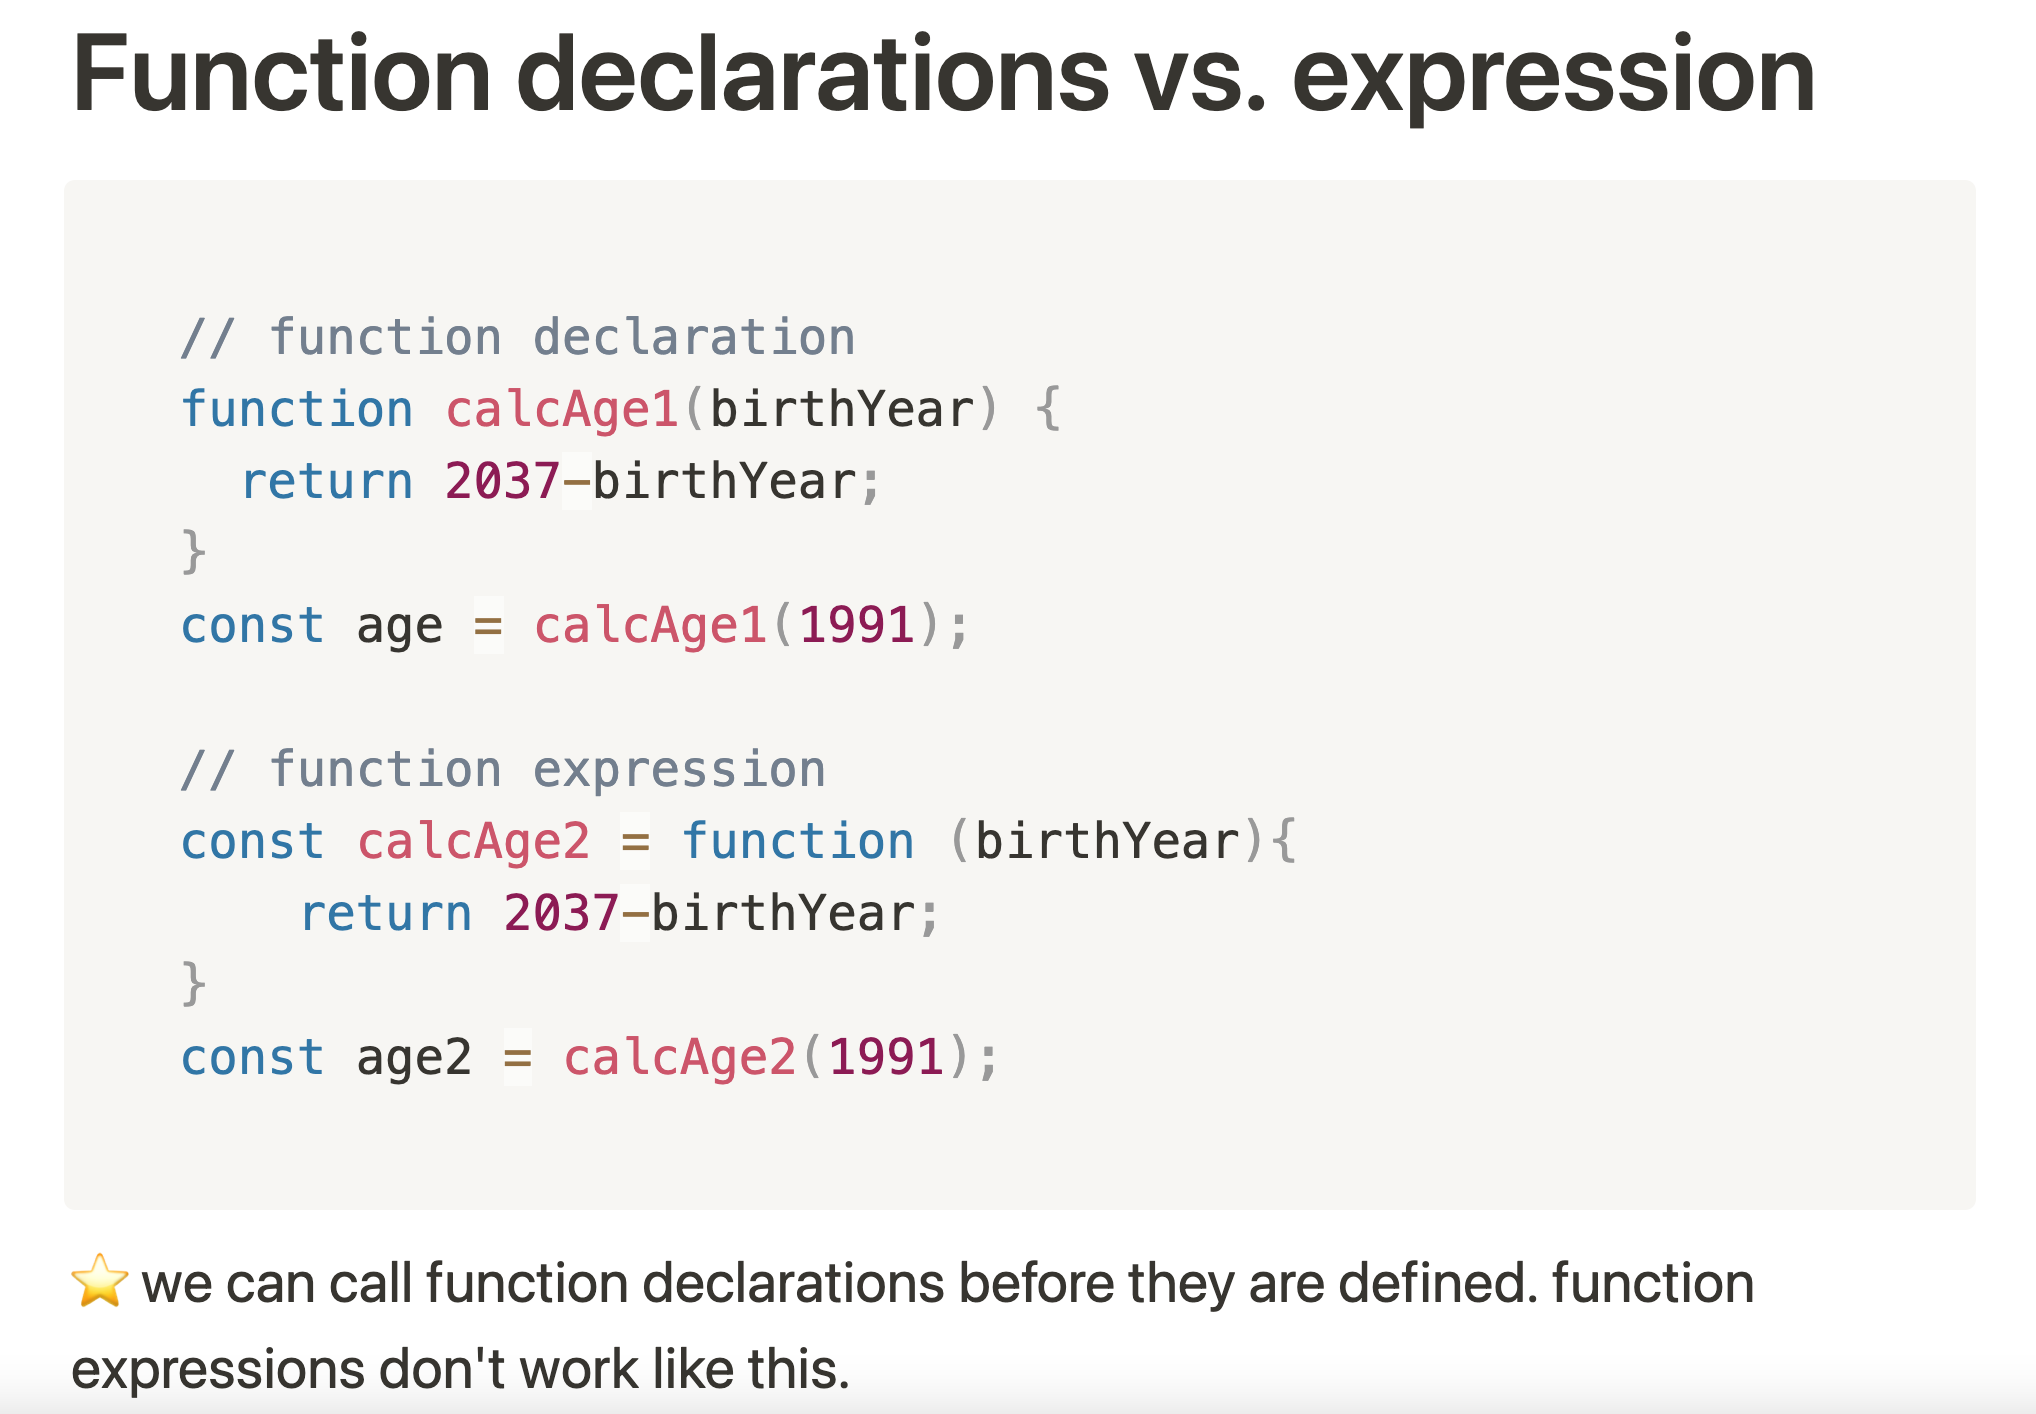 Function declarations vs. expression
// function declaration
function calcAge1(birthYear) {
  return 2037-birthYear;
}
const age = calcAge1(1991);
// function expression
const calcAge2 = function (birthYear){
    return 2037-birthYear;
}
const age2 = calcAge2(1991);
⭐ we can call function declarations before they are defined. function
expressions don't work like this.